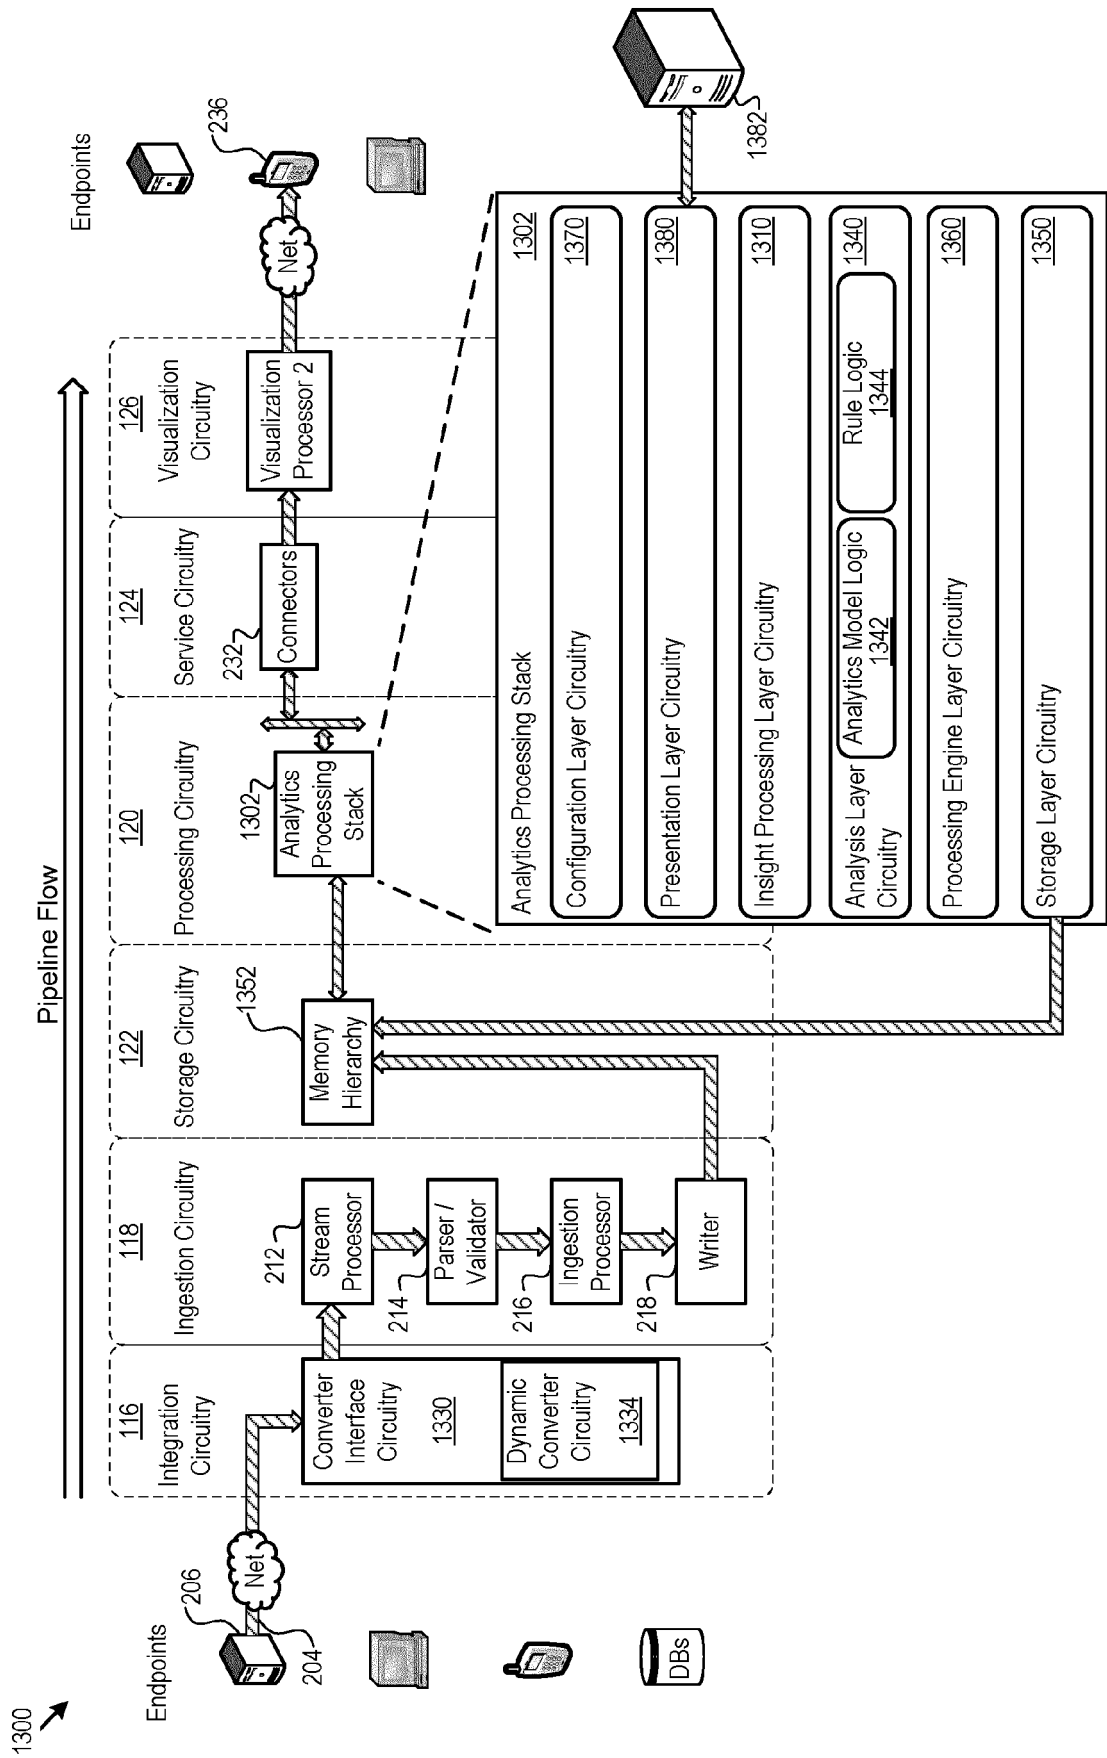 1300
Pipeline Flow
Endpoints
206
204
Net
DBs
116
Integration
Circuitry
Converter
Interface
Circuitry
1330
Dynamic
Converter
Circuitry
1334
118
Ingestion Circuitry
212
Stream
Processor
214
Parser /
Validator
216
Ingestion
Processor
218
Writer
122
Storage Circuitry
1352
Memory
Hierarchy
120
Processing Circuitry
1302
Analytics
Processing
Stack
124
Service Circuitry
232
Connectors
126
Visualization
Circuitry
Visualization
Processor 2
Net
Endpoints
236
Analytics Processing Stack 1302
Configuration Layer Circuitry 1370
Presentation Layer Circuitry 1380
Insight Processing Layer Circuitry 1310
Analysis Layer
Circuitry
Analytics Model Logic
1342
Rule Logic
1344
1340
Processing Engine Layer Circuitry 1360
Storage Layer Circuitry 1350
1382